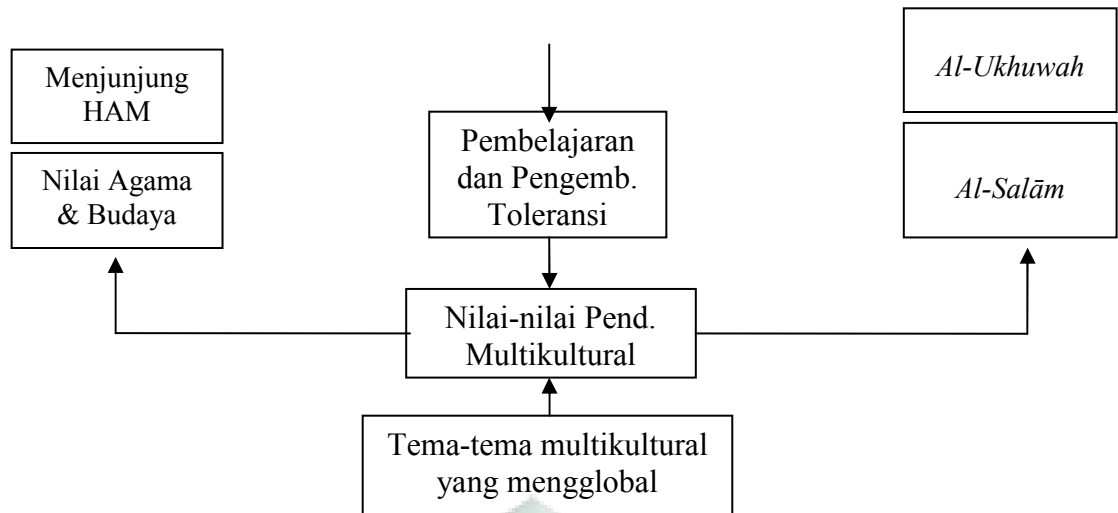 Menjunjung
HAM
Nilai Agama
& Budaya
Pembelajaran
dan Pengemb.
Toleransi
Al-Ukhuwah
Al-Salām
Nilai-nilai Pend.
Multikultural
Tema-tema multikultural
yang mengglobal